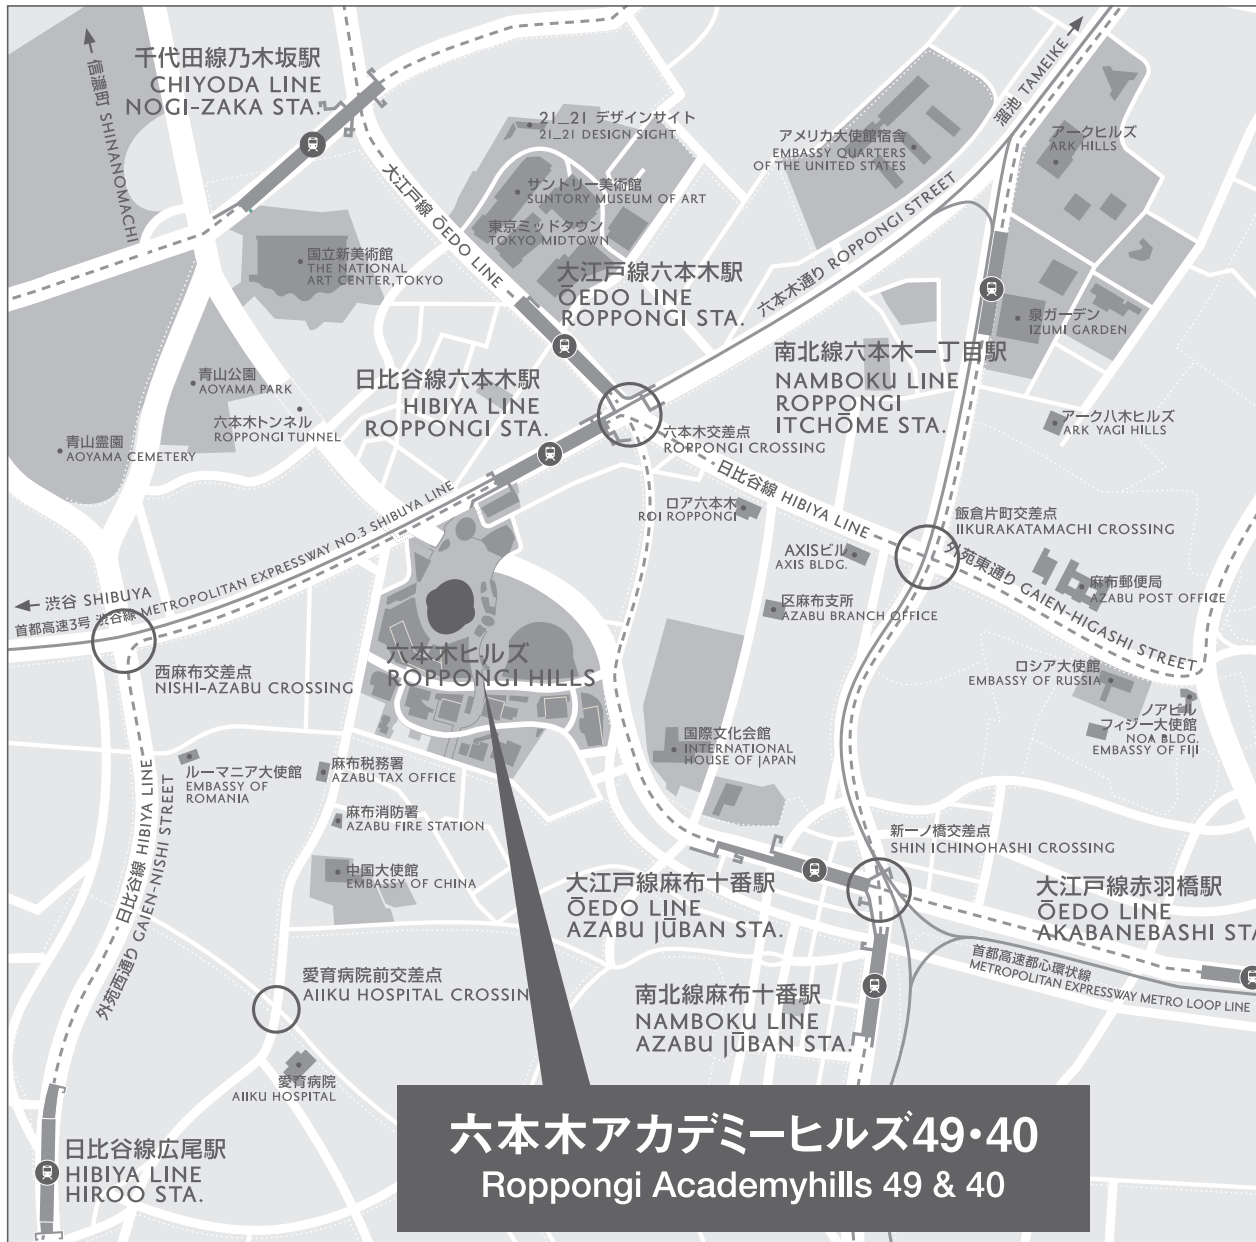 信濃町 SHINANOMACHI
千代田線乃木坂駅
CHIYODA LINE
NOGI-ZAKA STA.
溜池 TAMEIKE
21_21 デザインサイト
21_21 DESIGN SIGHT
アメリカ大使館宿舎
EMBASSY QUARTERS
OF THE UNITED STATES
アークヒルズ
ARK HILLS
大江戸線 ŌEDO LINE
サントリー美術館
SUNTORY MUSEUM OF ART
東京ミッドタウン
TOKYO MIDTOWN
六本木通り ROPPONGI STREET
国立新美術館
THE NATIONAL
ART CENTER,TOKYO
大江戸線六本木駅
ŌEDO LINE
ROPPONGI STA.
泉ガーデン
IZUMI GARDEN
南北線六本木一丁目駅
NAMBOKU LINE
ROPPONGI
ITCHŌME STA.
青山公園
AOYAMA PARK
日比谷線六本木駅
HIBIYA LINE
ROPPONGI STA.
六本木トンネル
ROPPONGI TUNNEL
アーク八木ヒルズ
ARK YAGI HILLS
青山霊園
AOYAMA CEMETERY
六本木交差点
ROPPONGI CROSSING
日比谷線 HIBIYA LINE
ロア六本木
ROI ROPPONGI
飯倉片町交差点
IIKURAKATAMACHI CROSSING
AXISビル
AXIS BLDG.
外苑東通り GAIEN-HIGASHI STREET
麻布郵便局
AZABU POST OFFICE
渋谷 SHIBUYA
首都高速3号 渋谷線 METROPOLITAN EXPRESSWAY NO.3 SHIBUYA LINE
区麻布支所
AZABU BRANCH OFFICE
六本木ヒルズ
ROPPONGI HILLS
西麻布交差点
NISHI-AZABU CROSSING
ロシア大使館
EMBASSY OF RUSSIA
ノアビル
フィジー大使館
NOA BLDG.
EMBASSY OF FIJI
国際文化会館
INTERNATIONAL
HOUSE OF JAPAN
ルーマニア大使館
EMBASSY OF
ROMANIA
麻布税務署
AZABU TAX OFFICE
麻布消防署
AZABU FIRE STATION
日比谷線 HIBIYA LINE
外苑西通り GAIEN-NISHI STREET
中国大使館
EMBASSY OF CHINA
新一ノ橋交差点
SHIN ICHINOHASHI CROSSING
大江戸線麻布十番駅
ŌEDO LINE
AZABU JŪBAN STA.
大江戸線赤羽橋駅
ŌEDO LINE
AKABANEBASHI STA
首都高速都心環状線
METROPOLITAN EXPRESSWAY METRO LOOP LINE
愛育病院前交差点
AIIKU HOSPITAL CROSSIN
南北線麻布十番駅
NAMBOKU LINE
AZABU JŪBAN STA.
愛育病院
AIIKU HOSPITAL
日比谷線広尾駅
HIBIYA LINE
HIROO STA.
六本木アカデミーヒルズ49・40
Roppongi Academyhills 49 & 40